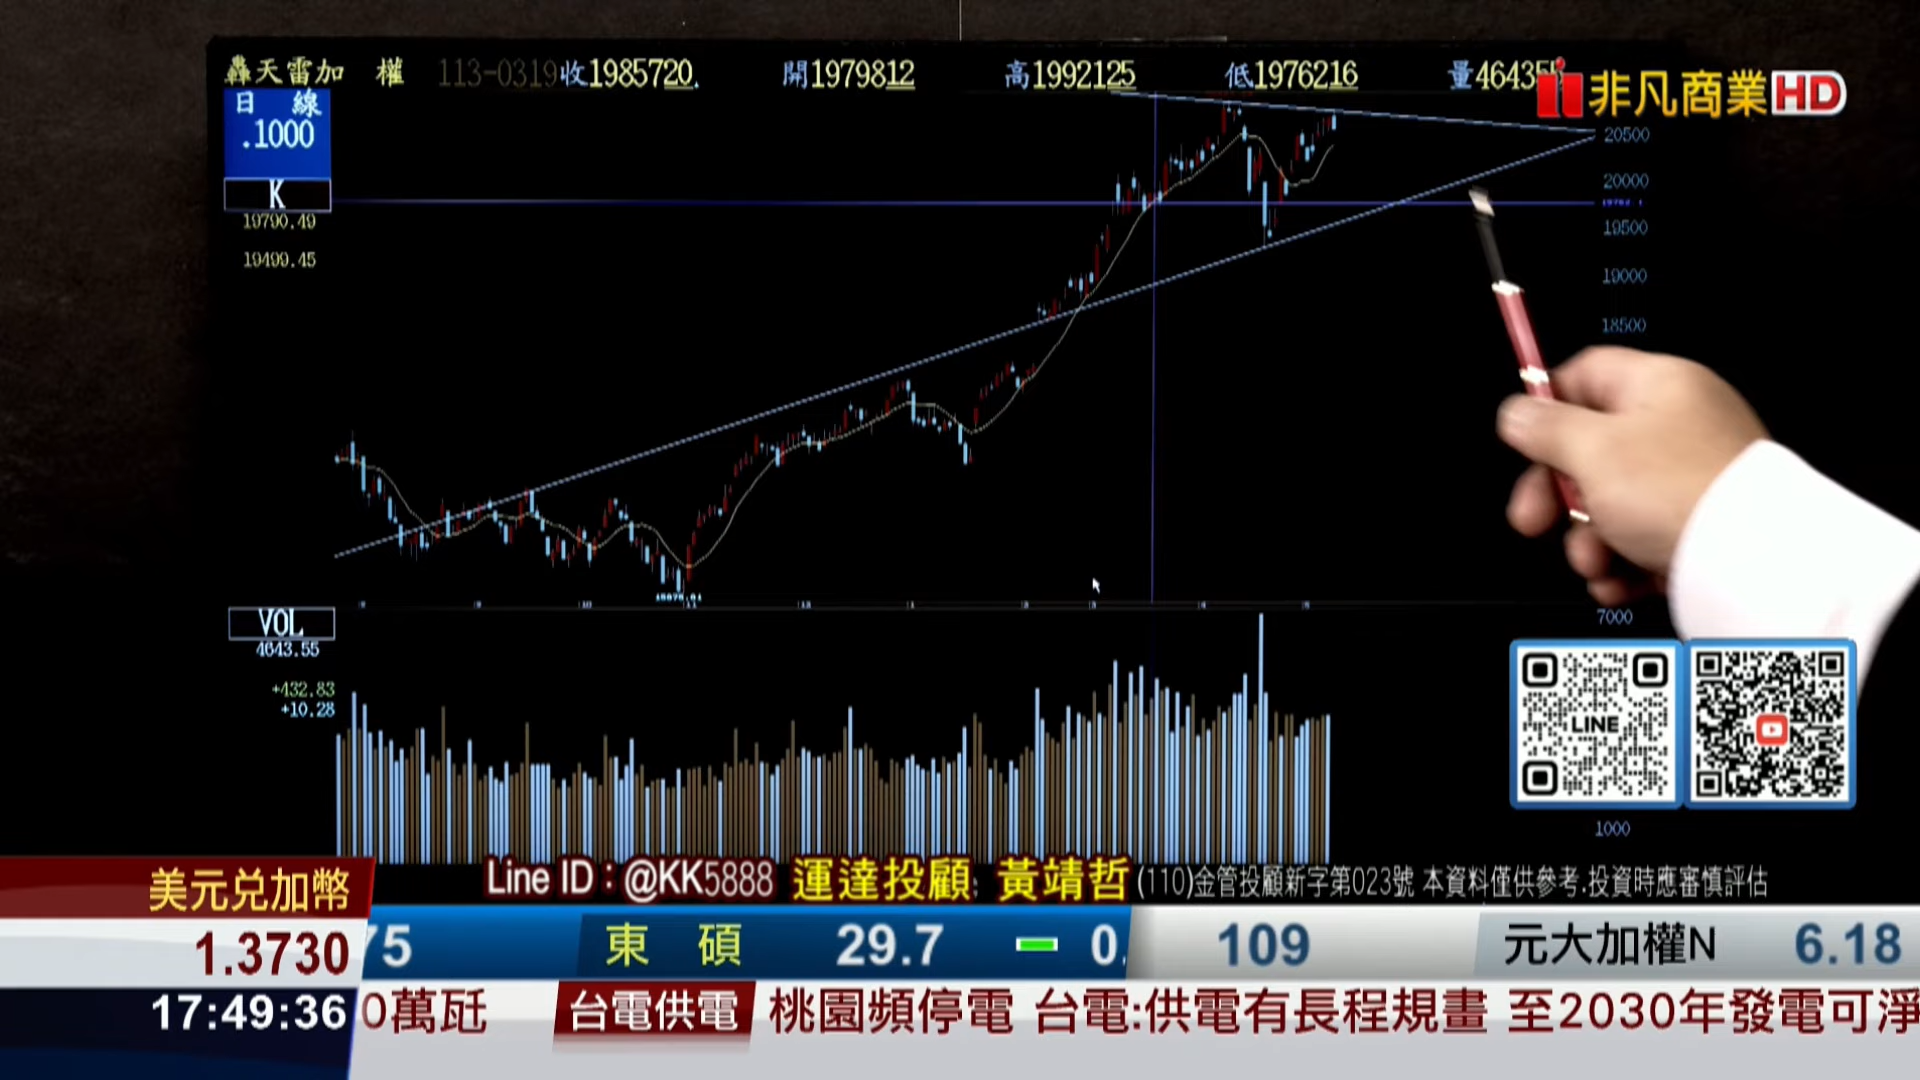 天雷加權 113-0319 收1985720. 開1979812 高1992125 低1976216 量46435
非凡商業HD
日 線
.1000
K
19790.49
19499.45
20500
20000
19500
19000
18500
VOL
4643.55
+432.83
+10.28
7000
1000
LINE
美元兌加幣
1.3730
17:49:36
Line ID:@KK5888 運達投顧: 黃靖哲 (110)金管投顧新字第023號 本資料僅供參考.投資時應審慎評估
75 東 碩 29.7 0. 109 元大加權N 6.18
0萬瓩 台電供電 桃園頻停電 台電:供電有長程規畫 至2030年發電可淨